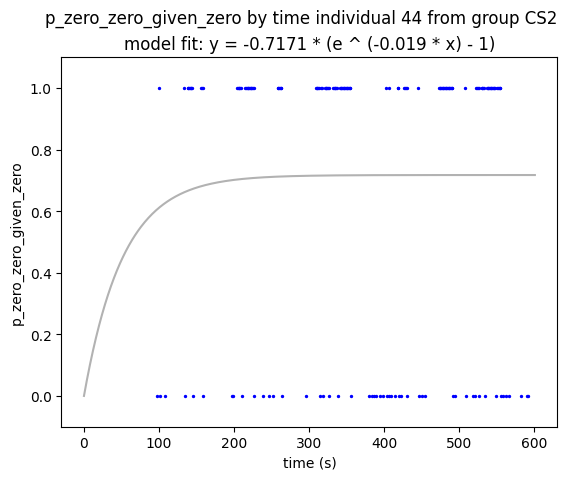 p_zero_zero_given_zero by time individual 44 from group CS2
model fit: y = -0.7171 * (e ^ (-0.019 * x) - 1)
1.0
0.8
0.6
0.4
0.2
0.0
p_zero_zero_given_zero
0 100 200 300 400 500 600
time (s)